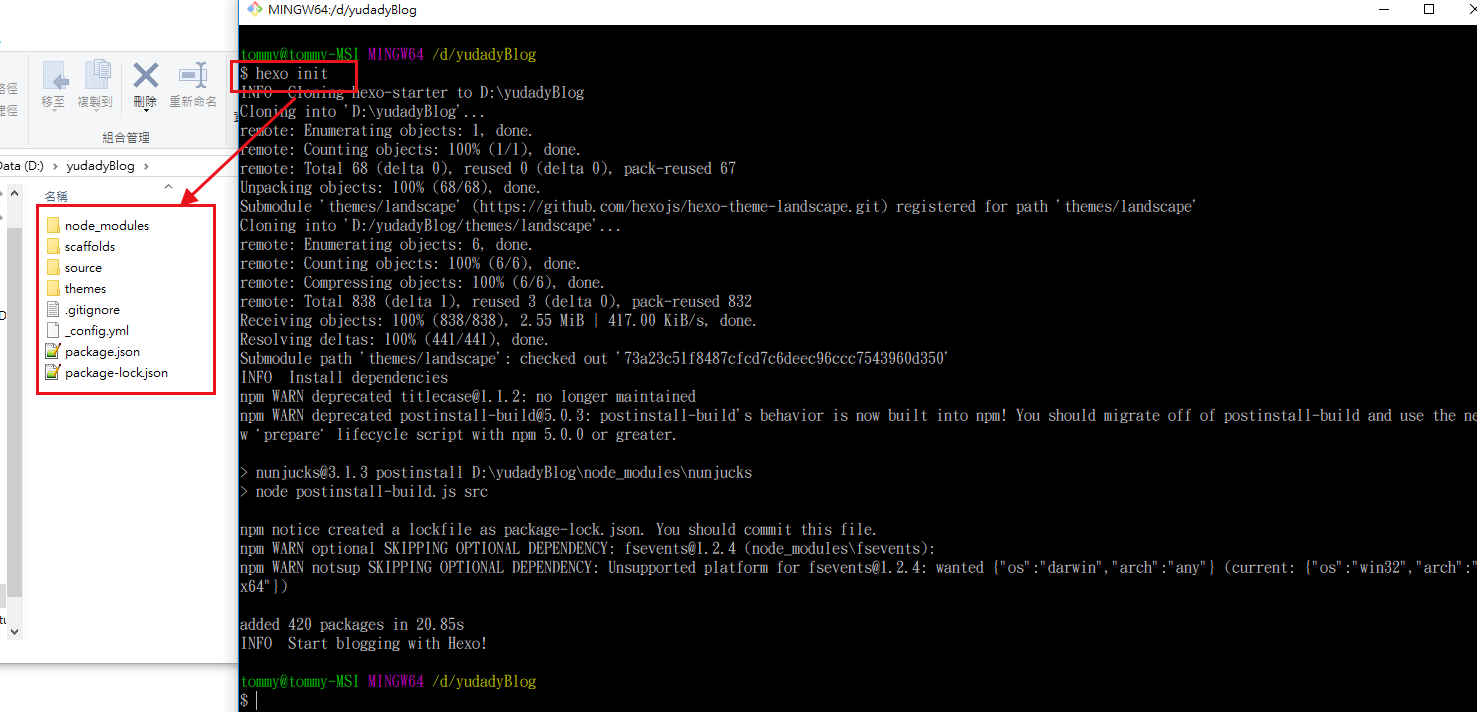 MINGW64:/d/yudadyBlog
移至
複製到
刪除
重新命名
組合管理
Data (D:) › yudadyBlog ›
名稱
node_modules
scaffolds
source
themes
.gitignore
_config.yml
package.json
package-lock.json
tommy@tommy-MSI MINGW64 /d/yudadyBlog
$ hexo init
INFO  Cloning hexo-starter to D:\yudadyBlog
Cloning into 'D:\yudadyBlog'...
remote: Enumerating objects: 1, done.
remote: Counting objects: 100% (1/1), done.
remote: Total 68 (delta 0), reused 0 (delta 0), pack-reused 67
Unpacking objects: 100% (68/68), done.
Submodule 'themes/landscape' (https://github.com/hexojs/hexo-theme-landscape.git) registered for path 'themes/landscape'
Cloning into 'D:/yudadyBlog/themes/landscape'...
remote: Enumerating objects: 6, done.
remote: Counting objects: 100% (6/6), done.
remote: Compressing objects: 100% (6/6), done.
remote: Total 838 (delta 1), reused 3 (delta 0), pack-reused 832
Receiving objects: 100% (838/838), 2.55 MiB | 417.00 KiB/s, done.
Resolving deltas: 100% (441/441), done.
Submodule path 'themes/landscape': checked out '73a23c51f8487cfcd7c6deec96ccc7543960d350'
INFO  Install dependencies
npm WARN deprecated titlecase@1.1.2: no longer maintained
npm WARN deprecated postinstall-build@5.0.3: postinstall-build's behavior is now built into npm! You should migrate off of postinstall-build and use the ne
w `prepare` lifecycle script with npm 5.0.0 or greater.
> nunjucks@3.1.3 postinstall D:\yudadyBlog\node_modules\nunjucks
> node postinstall-build.js src
npm notice created a lockfile as package-lock.json. You should commit this file.
npm WARN optional SKIPPING OPTIONAL DEPENDENCY: fsevents@1.2.4 (node_modules\fsevents):
npm WARN notsup SKIPPING OPTIONAL DEPENDENCY: Unsupported platform for fsevents@1.2.4: wanted {"os":"darwin","arch":"any"} (current: {"os":"win32","arch":"
x64"})
added 420 packages in 20.85s
INFO  Start blogging with Hexo!
tommy@tommy-MSI MINGW64 /d/yudadyBlog
$